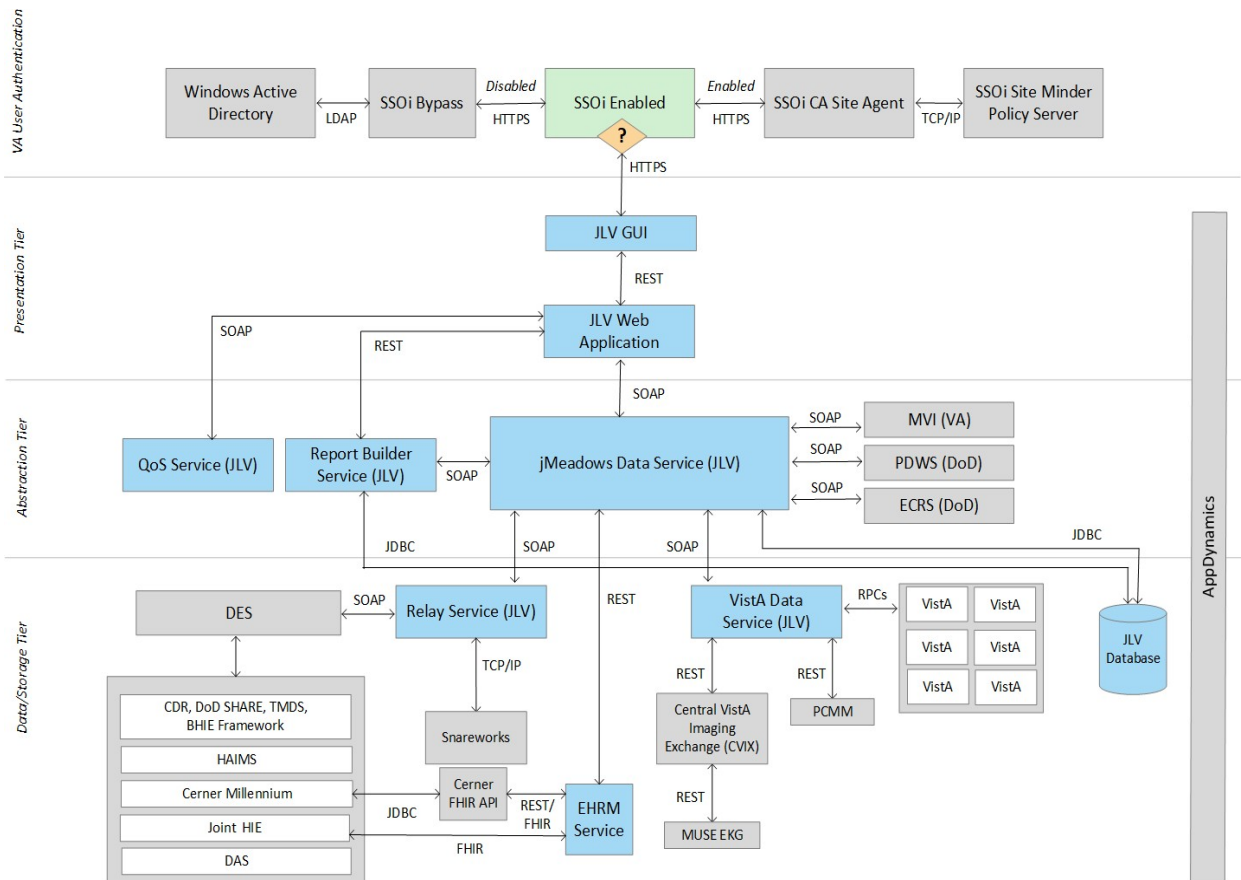 VA User Authentication
Windows Active
Directory
LDAP
SSOi Bypass
Disabled
HTTPS
SSOi Enabled
?
Enabled
HTTPS
SSOi CA Site Agent
TCP/IP
SSOi Site Minder
Policy Server
HTTPS
Presentation Tier
JLV GUI
REST
JLV Web
Application
SOAP
REST
SOAP
Abstraction Tier
QoS Service (JLV)
Report Builder
Service (JLV)
SOAP
jMeadows Data Service (JLV)
SOAP
MVI (VA)
SOAP
PDWS (DoD)
SOAP
ECRS (DoD)
JDBC
SOAP
SOAP
JDBC
AppDynamics
Data/Storage Tier
DES
SOAP
Relay Service (JLV)
REST
VistA Data
Service (JLV)
RPCs
VistA
VistA
VistA
VistA
VistA
VistA
JLV
Database
TCP/IP
REST
REST
CDR, DoD SHARE, TMDS,
BHIE Framework
HAIMS
Cerner Millennium
Joint HIE
DAS
Snareworks
Central VistA
Imaging
Exchange (CVIX)
PCMM
JDBC
Cerner
FHIR API
REST/
FHIR
EHRM
Service
FHIR
REST
MUSE EKG